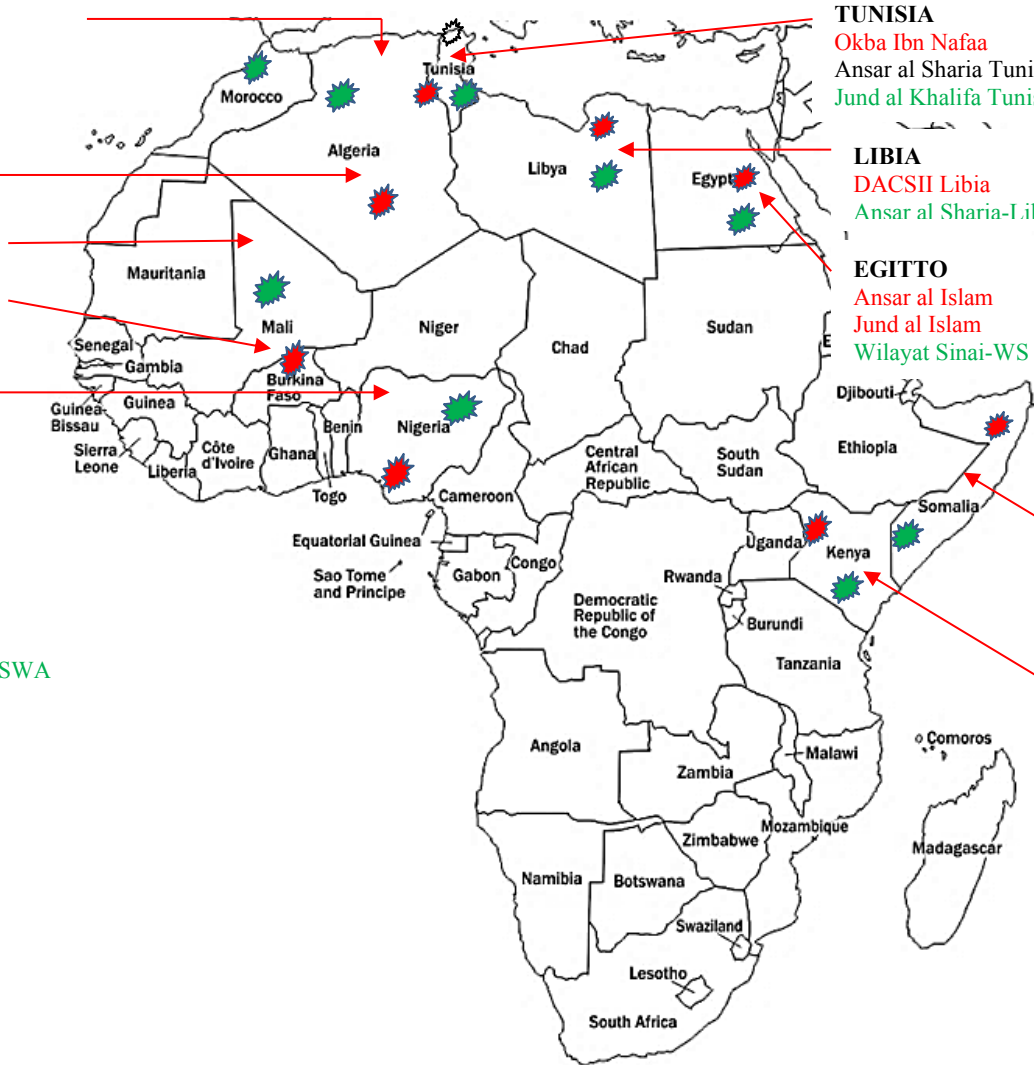 TUNISIA
Okba Ibn Nafaa
Ansar al Sharia Tuni
Jund al Khalifa Tuni
LIBIA
DACSII Libia
Ansar al Sharia-Li
EGITTO
Ansar al Islam
Jund al Islam
Wilayat Sinai-WS
SWA
Tunisia
Morocco
Algeria
Libya
Egypt
Mauritania
Mali
Niger
Chad
Sudan
E
Senegal
Gambia
Guinea-
Bissau
Guinea
Sierra
Leone
Liberia
Côte
d'Ivoire
Burkina
Faso
Ghana
Togo
Benin
Nigeria
Cameroon
Central
African
Republic
South
Sudan
Djibouti
Ethiopia
Somalia
Equatorial Guinea
Sao Tome
and Principe
Gabon
Congo
Democratic
Republic of
the Congo
Uganda
Kenya
Rwanda
Burundi
Tanzania
Angola
Zambia
Malawi
Comoros
Mozambique
Zimbabwe
Madagascar
Namibia
Botswana
Swaziland
Lesotho
South Africa